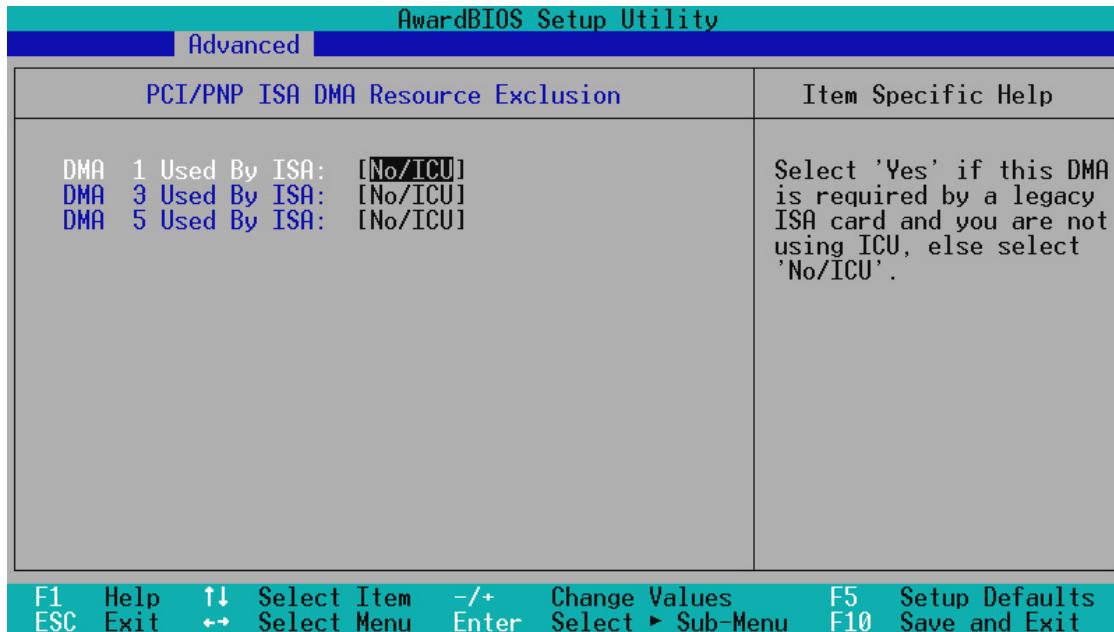 AwardBIOS Setup Utility
Advanced
PCI/PNP ISA DMA Resource Exclusion
Item Specific Help
DMA 1 Used By ISA: [No/ICU]
DMA 3 Used By ISA: [No/ICU]
DMA 5 Used By ISA: [No/ICU]
Select 'Yes' if this DMA
is required by a legacy
ISA card and you are not
using ICU, else select
'No/ICU'.
F1 Help ↑↓ Select Item -/+ Change Values F5 Setup Defaults
ESC Exit ←→ Select Menu Enter Select ► Sub-Menu F10 Save and Exit